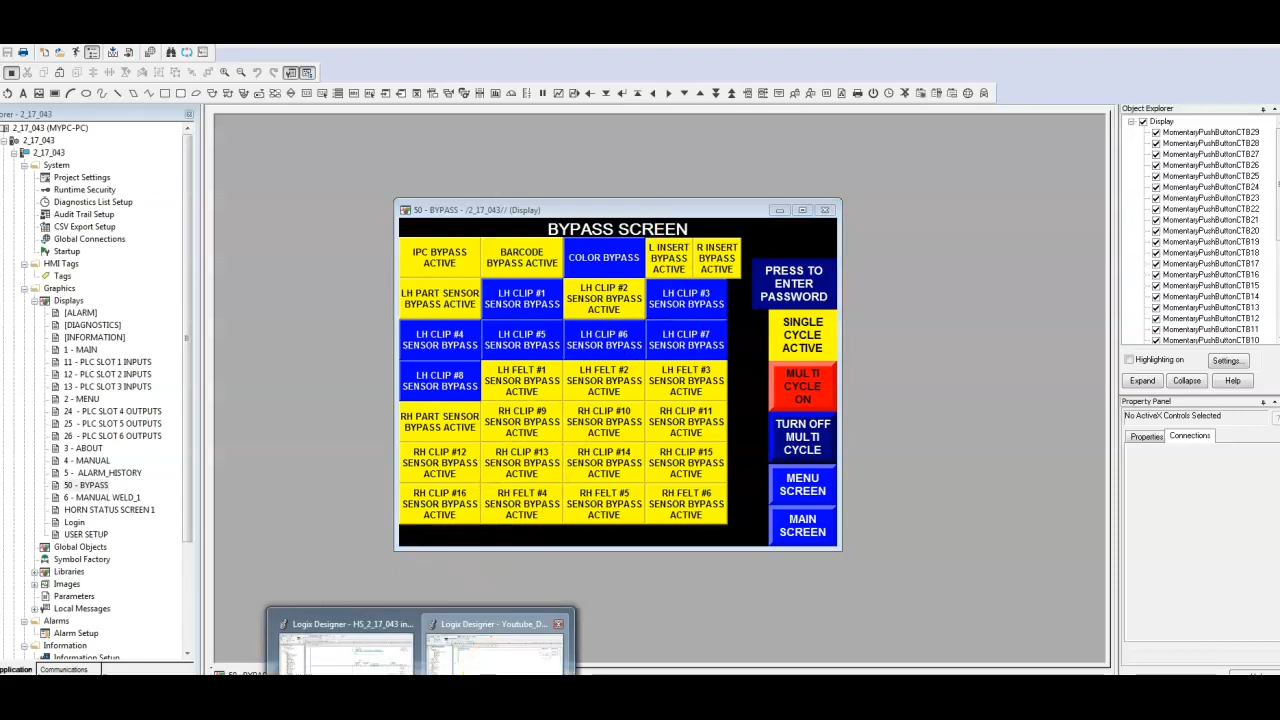 orer - 2_17_043
2_17_043 (MYPC-PC)
2_17_043
2_17_043
System
Project Settings
Runtime Security
Diagnostics List Setup
Audit Trail Setup
CSV Export Setup
Global Connections
Startup
HMI Tags
Tags
Graphics
Displays
[ALARM]
[DIAGNOSTICS]
[INFORMATION]
1 - MAIN
11 - PLC SLOT 1 INPUTS
12 - PLC SLOT 2 INPUTS
13 - PLC SLOT 3 INPUTS
2 - MENU
24 - PLC SLOT 4 OUTPUTS
25 - PLC SLOT 5 OUTPUTS
26 - PLC SLOT 6 OUTPUTS
3 - ABOUT
4 - MANUAL
5 - ALARM_HISTORY
50 - BYPASS
6 - MANUAL WELD_1
HORN STATUS SCREEN 1
Login
USER SETUP
Global Objects
Symbol Factory
Libraries
Images
Parameters
Local Messages
Alarms
Alarm Setup
Information
Information Setup
Application
Communications
50 - BYPASS - /2_17_043// (Display)
BYPASS SCREEN
IPC BYPASS
ACTIVE
BARCODE
BYPASS ACTIVE
COLOR BYPASS
L INSERT
BYPASS
ACTIVE
R INSERT
BYPASS
ACTIVE
LH PART SENSOR
BYPASS ACTIVE
LH CLIP #1
SENSOR BYPASS
LH CLIP #2
SENSOR BYPASS
ACTIVE
LH CLIP #3
SENSOR BYPASS
LH CLIP #4
SENSOR BYPASS
LH CLIP #5
SENSOR BYPASS
LH CLIP #6
SENSOR BYPASS
LH CLIP #7
SENSOR BYPASS
LH CLIP #8
SENSOR BYPASS
LH FELT #1
SENSOR BYPASS
ACTIVE
LH FELT #2
SENSOR BYPASS
ACTIVE
LH FELT #3
SENSOR BYPASS
ACTIVE
RH PART SENSOR
BYPASS ACTIVE
RH CLIP #9
SENSOR BYPASS
ACTIVE
RH CLIP #10
SENSOR BYPASS
ACTIVE
RH CLIP #11
SENSOR BYPASS
ACTIVE
RH CLIP #12
SENSOR BYPASS
ACTIVE
RH CLIP #13
SENSOR BYPASS
ACTIVE
RH CLIP #14
SENSOR BYPASS
ACTIVE
RH CLIP #15
SENSOR BYPASS
ACTIVE
RH CLIP #16
SENSOR BYPASS
ACTIVE
RH FELT #4
SENSOR BYPASS
ACTIVE
RH FELT #5
SENSOR BYPASS
ACTIVE
RH FELT #6
SENSOR BYPASS
ACTIVE
PRESS TO
ENTER
PASSWORD
SINGLE
CYCLE
ACTIVE
MULTI
CYCLE
ON
TURN OFF
MULTI
CYCLE
MENU
SCREEN
MAIN
SCREEN
Logix Designer - HS_2_17_043 in...
Logix Designer - Youtube_D...
Object Explorer
Display
MomentaryPushButtonCTB29
MomentaryPushButtonCTB28
MomentaryPushButtonCTB27
MomentaryPushButtonCTB26
MomentaryPushButtonCTB25
MomentaryPushButtonCTB24
MomentaryPushButtonCTB23
MomentaryPushButtonCTB22
MomentaryPushButtonCTB21
MomentaryPushButtonCTB20
MomentaryPushButtonCTB19
MomentaryPushButtonCTB18
MomentaryPushButtonCTB17
MomentaryPushButtonCTB16
MomentaryPushButtonCTB15
MomentaryPushButtonCTB14
MomentaryPushButtonCTB13
MomentaryPushButtonCTB12
MomentaryPushButtonCTB11
MomentaryPushButtonCTB10
Highlighting on
Settings...
Expand
Collapse
Help
Property Panel
No ActiveX Controls Selected
Properties
Connections